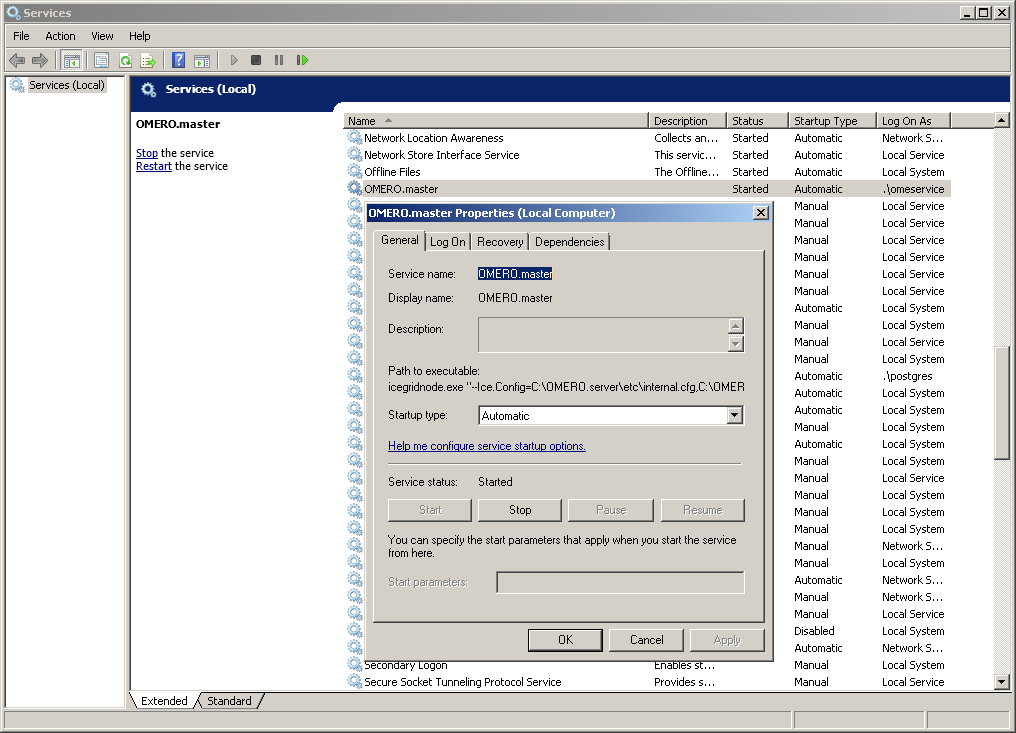 Services
File Action View Help
Services (Local)
Services (Local)
OMERO.master
Stop the service
Restart the service
Name Description Status Startup Type Log On As
Network Location Awareness Collects an... Started Automatic Network S...
Network Store Interface Service This servic... Started Automatic Local Service
Offline Files The Offline... Started Automatic Local System
OMERO.master Started Automatic .\omeservice
Manual Local Service
Manual Local System
Manual Local Service
Manual Local Service
Manual Local Service
Manual Local Service
Automatic Local System
Manual Local System
Manual Local Service
Manual Local System
Automatic .\postgres
Automatic Local System
Automatic Local System
Manual Local System
Automatic Local System
Manual Local System
Manual Local Service
Manual Local System
Manual Local System
Manual Network S...
Manual Local System
Automatic Network S...
Manual Network S...
Manual Local Service
Disabled Local System
Automatic Network S...
Secondary Logon Enables st... Manual Local System
Secure Socket Tunneling Protocol Service Provides s... Manual Local Service
OMERO.master Properties (Local Computer)
General Log On Recovery Dependencies
Service name: OMERO.master
Display name: OMERO.master
Description:
Path to executable:
icegridnode.exe "--Ice.Config=C:\OMERO.server\etc\internal.cfg,C:\OMER
Startup type: Automatic
Help me configure service startup options.
Service status: Started
Start Stop Pause Resume
You can specify the start parameters that apply when you start the service
from here.
Start parameters:
OK Cancel Apply
Extended Standard